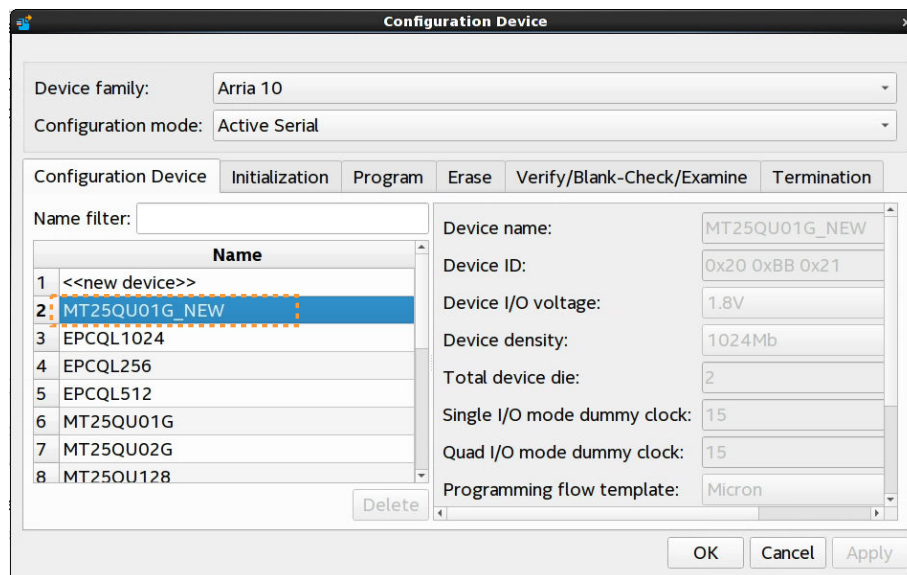 Configuration Device
Device family:
Arria 10
Configuration mode:
Active Serial
Configuration Device
Initialization
Program
Erase
Verify/Blank-Check/Examine
Termination
Name filter:
Name
1 <<new device>>
2 MT25QU01G_NEW
3 EPCQL1024
4 EPCQL256
5 EPCQL512
6 MT25QU01G
7 MT25QU02G
8 MT25QU128
Delete
Device name:
MT25QU01G_NEW
Device ID:
0x20 0xBB 0x21
Device I/O voltage:
1.8V
Device density:
1024Mb
Total device die:
2
Single I/O mode dummy clock:
15
Quad I/O mode dummy clock:
15
Programming flow template:
Micron
OK
Cancel
Apply